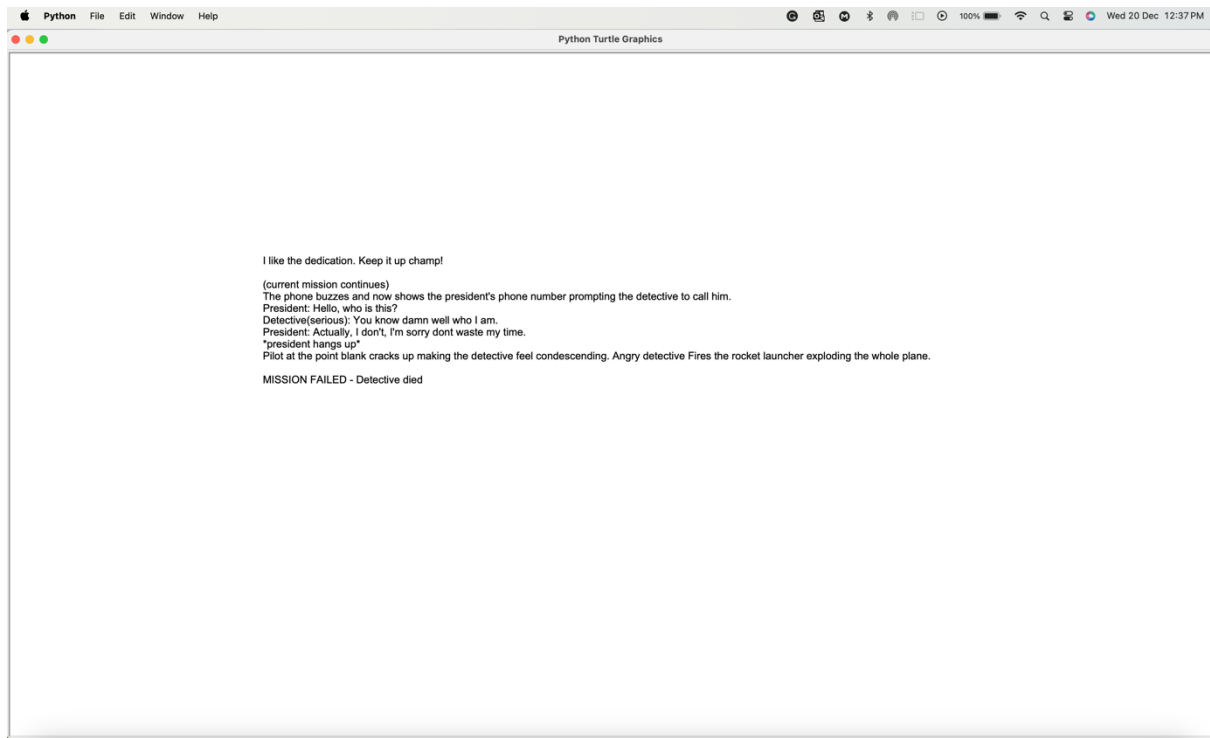 Python File Edit Window Help 100% Wed 20 Dec 12:37 PM
Python Turtle Graphics
I like the dedication. Keep it up champ!
(current mission continues)
The phone buzzes and now shows the president's phone number prompting the detective to call him.
President: Hello, who is this?
Detective(serious): You know damn well who I am.
President: Actually, I don't, I'm sorry dont waste my time.
*president hangs up*
Pilot at the point blank cracks up making the detective feel condescending. Angry detective Fires the rocket launcher exploding the whole plane.
MISSION FAILED - Detective died